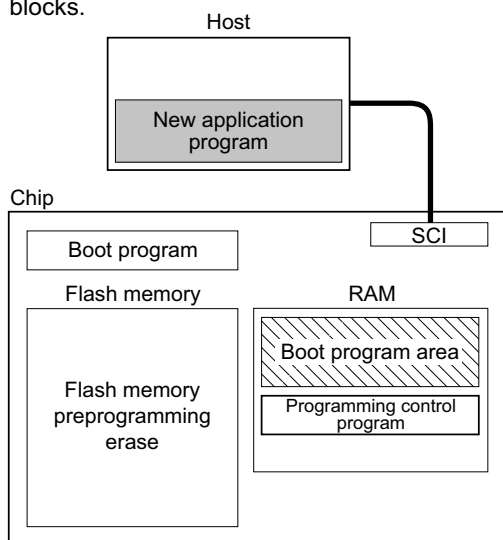 blocks.
Host
New application
program
Chip
SCI
Boot program
Flash memory
RAM
Boot program area
Flash memory
preprogramming
erase
Programming control
program